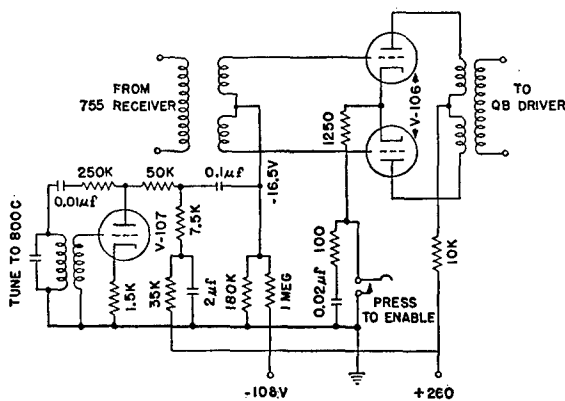 FROM
755 RECEIVER
TO
QB DRIVER
V-106
1250
-16.5V
250K
50K
0.1µf
0.01µf
V-107
7.5K
TUNE TO 800C
1.5K
35K
2µf
180K
1 MEG
100
0.02µf
PRESS
TO ENABLE
10K
-108V
+260